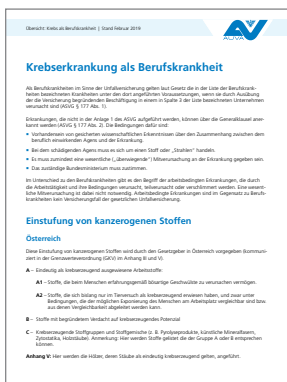 Übersicht: Krebs als Berufskrankheit | Stand Februar 2019
AUVA
Krebserkrankung als Berufskrankheit
Als Berufskrankheiten im Sinne der Unfallversicherung gelten laut Gesetz die in der Liste der Berufskrank-
heiten bezeichneten Krankheiten unter den dort angeführten Voraussetzungen, wenn sie durch Ausübung
der die Versicherung begründenden Beschäftigung in einem in Spalte 3 der Liste bezeichneten Unternehmen
verursacht sind (ASVG § 177 Abs. 1).
Erkrankungen, die nicht in der Anlage 1 des ASVG aufgeführt werden, können über die Generalklausel aner-
kannt werden (ASVG § 177 Abs. 2). Die Bedingungen dafür sind:
• Vorhandensein von gesicherten wissenschaftlichen Erkenntnissen über den Zusammenhang zwischen dem
beruflich einwirkenden Agens und der Erkrankung.
• Bei dem schädigenden Agens muss es sich um einen Stoff oder „Strahlen“ handeln.
• Es muss zumindest eine wesentliche („überwiegende“) Mitverursachung an der Erkrankung gegeben sein.
• Das zuständige Bundesministerium muss zustimmen.
Im Unterschied zu den Berufskrankheiten gibt es den Begriff der arbeitsbedingten Erkrankungen, die durch
die Arbeitstätigkeit und ihre Bedingungen verursacht, teilverursacht oder verschlimmert werden. Eine wesent-
liche Mitverursachung ist dabei nicht notwendig. Arbeitsbedingte Erkrankungen sind im Gegensatz zu Berufs-
krankheiten kein Versicherungsfall der gesetzlichen Unfallversicherung.
Einstufung von kanzerogenen Stoffen
Österreich
Diese Einstufung von kanzerogenen Stoffen wird durch den Gesetzgeber in Österreich vorgegeben (kommuni-
ziert in der Grenzwerteverordnung (GKV) im Anhang III und V):
A – Eindeutig als krebserzeugend ausgewiesene Arbeitsstoffe:
A1 – Stoffe, die beim Menschen erfahrungsgemäß bösartige Geschwülste zu verursachen vermögen.
A2 – Stoffe, die sich bislang nur im Tierversuch als krebserzeugend erwiesen haben, und zwar unter
Bedingungen, die der möglichen Exponierung des Menschen am Arbeitsplatz vergleichbar sind bzw.
aus denen Vergleichbarkeit abgeleitet werden kann.
B – Stoffe mit begründetem Verdacht auf krebserzeugendes Potenzial
C – Krebserzeugende Stoffgruppen und Stoffgemische (z. B. Pyrolyseprodukte, künstliche Mineralfasern,
Zytostatika, Holzstäube). Anmerkung: Hier werden Stoffe gelistet die der Gruppe A oder B entsprechen
können.
Anhang V: Hier werden die Hölzer, deren Stäube als eindeutig krebserzeugend gelten, angeführt.